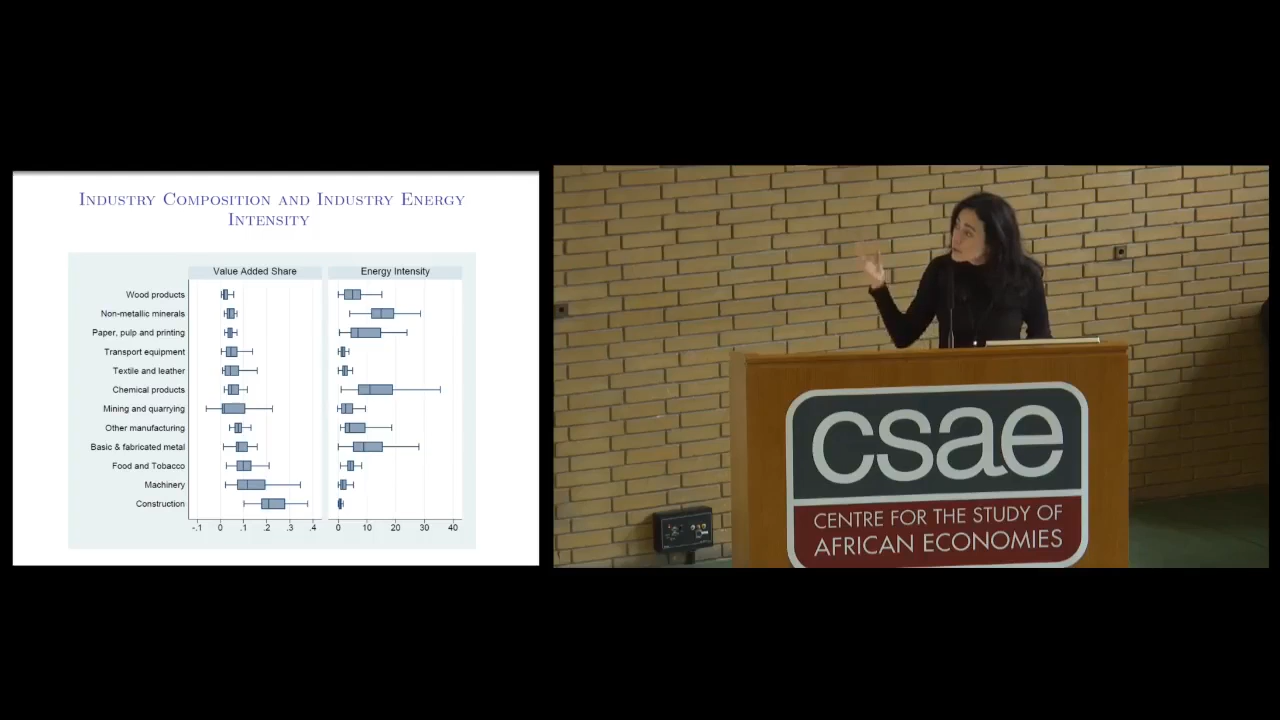 INDUSTRY COMPOSITION AND INDUSTRY ENERGY
INTENSITY
Value Added Share
Energy Intensity
Wood products
Non-metallic minerals
Paper, pulp and printing
Transport equipment
Textile and leather
Chemical products
Mining and quarrying
Other manufacturing
Basic & fabricated metal
Food and Tobacco
Machinery
Construction
-.1 0 .1 .2 .3 .4
0 10 20 30 40
csae
CENTRE FOR THE STUDY OF
AFRICAN ECONOMIES